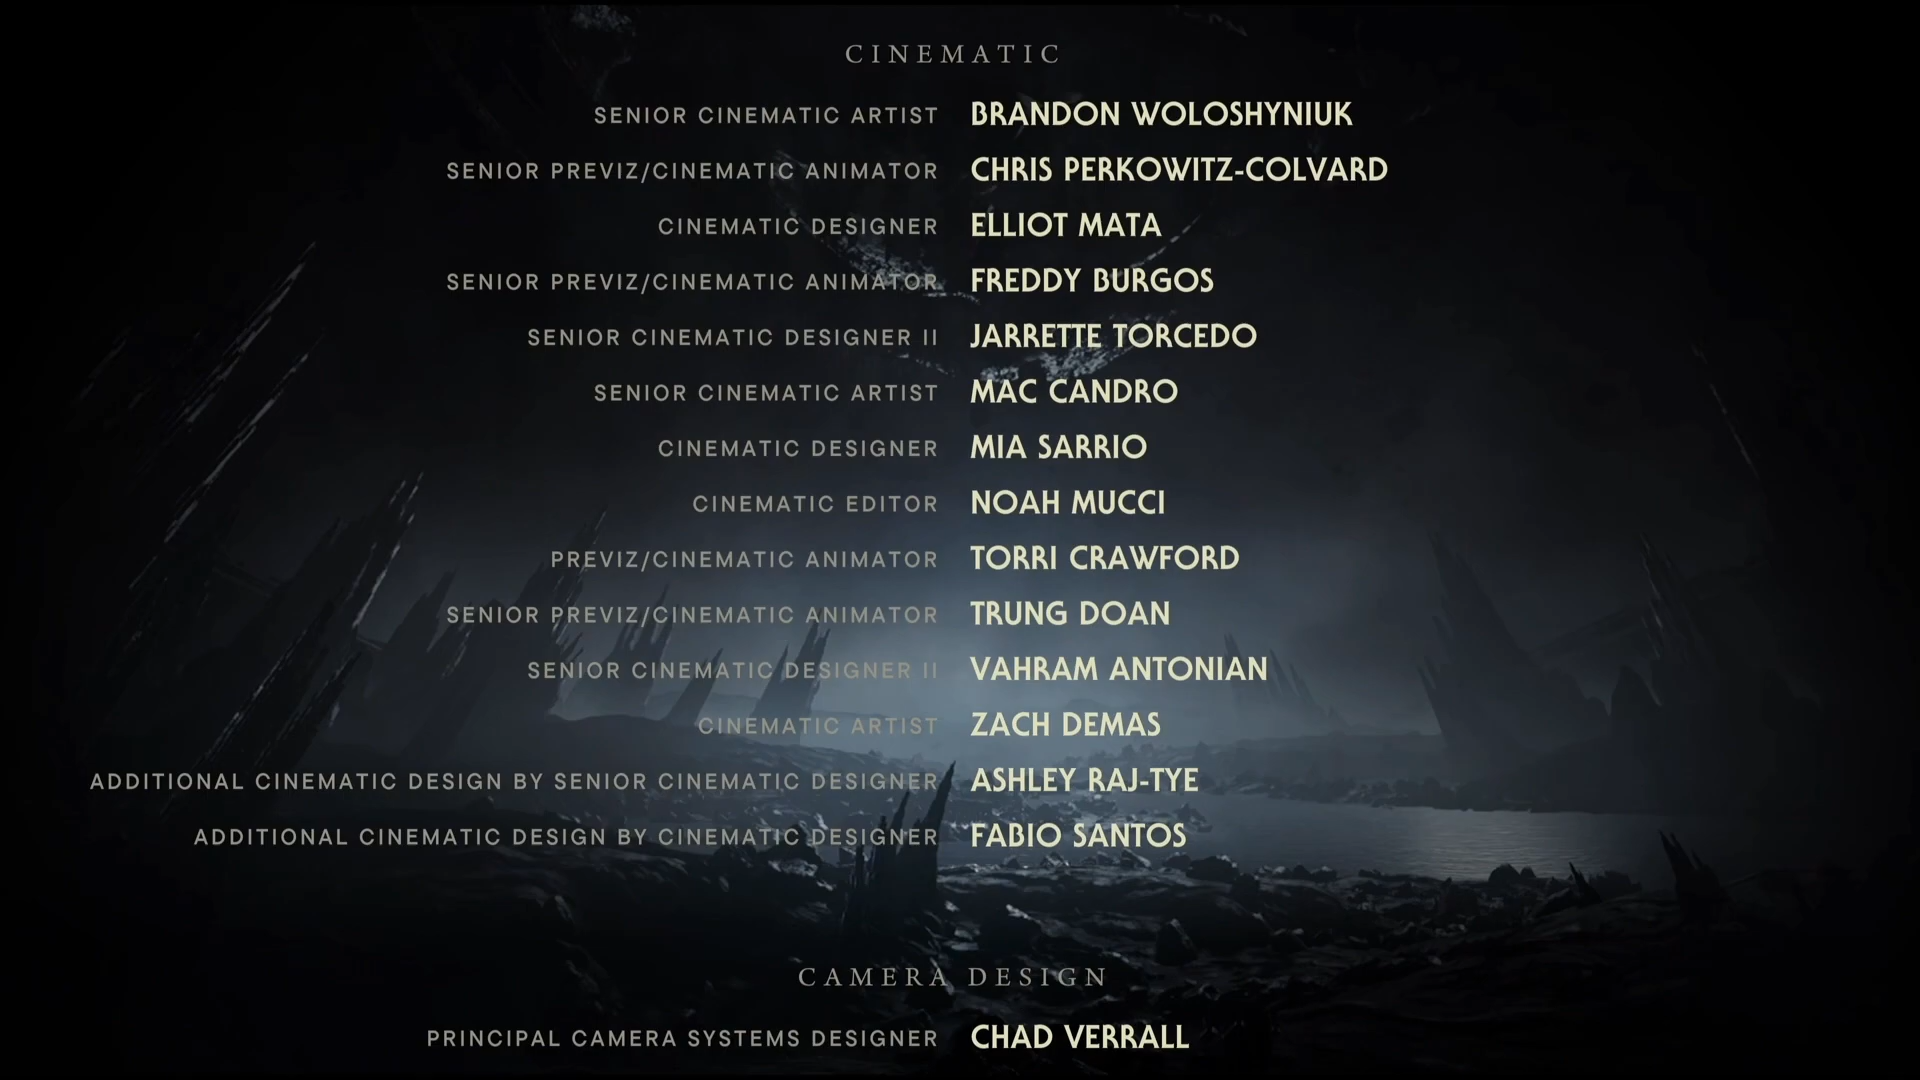 CINEMATIC
SENIOR CINEMATIC ARTIST BRANDON WOLOSHYNIUK
SENIOR PREVIZ/CINEMATIC ANIMATOR CHRIS PERKOWITZ-COLVARD
CINEMATIC DESIGNER ELLIOT MATA
SENIOR PREVIZ/CINEMATIC ANIMATOR FREDDY BURGOS
SENIOR CINEMATIC DESIGNER II JARRETTE TORCEDO
SENIOR CINEMATIC ARTIST MAC CANDRO
CINEMATIC DESIGNER MIA SARRIO
CINEMATIC EDITOR NOAH MUCCI
PREVIZ/CINEMATIC ANIMATOR TORRI CRAWFORD
SENIOR PREVIZ/CINEMATIC ANIMATOR TRUNG DOAN
SENIOR CINEMATIC DESIGNER II VAHRAM ANTONIAN
CINEMATIC ARTIST ZACH DEMAS
ADDITIONAL CINEMATIC DESIGN BY SENIOR CINEMATIC DESIGNER ASHLEY RAJ-TYE
ADDITIONAL CINEMATIC DESIGN BY CINEMATIC DESIGNER FABIO SANTOS
CAMERA DESIGN
PRINCIPAL CAMERA SYSTEMS DESIGNER CHAD VERRALL